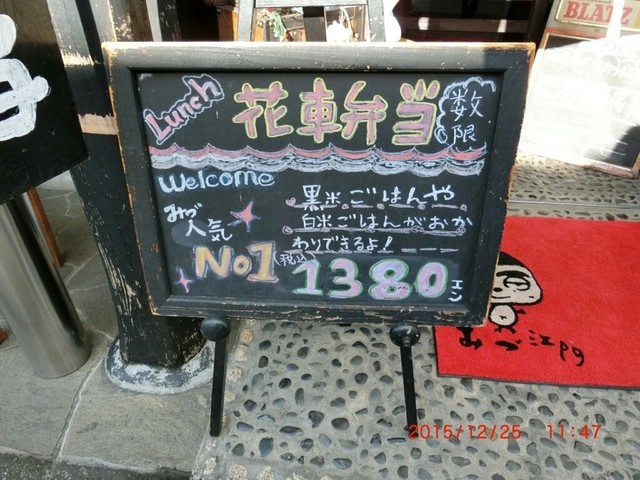 BLATZ
Lunch
花車弁当
数限
Welcome
みづ
人気
No1
黒米ごはんや
白米ごはんがおか
わりできるよ!
(税込)
1380
エン
2015/12/25 11:47